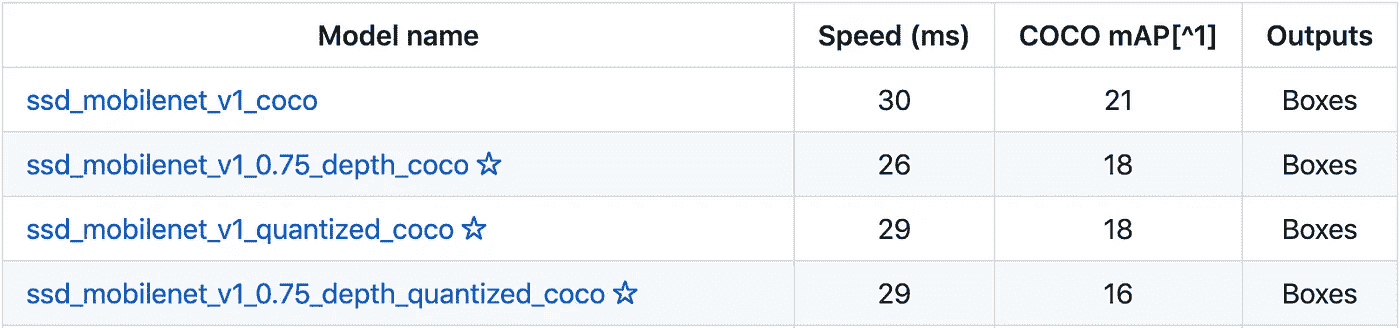 Model name Speed (ms) COCO mAP[^1] Outputs
ssd_mobilenet_v1_coco 30 21 Boxes
ssd_mobilenet_v1_0.75_depth_coco ☆ 26 18 Boxes
ssd_mobilenet_v1_quantized_coco ☆ 29 18 Boxes
ssd_mobilenet_v1_0.75_depth_quantized_coco ☆ 29 16 Boxes